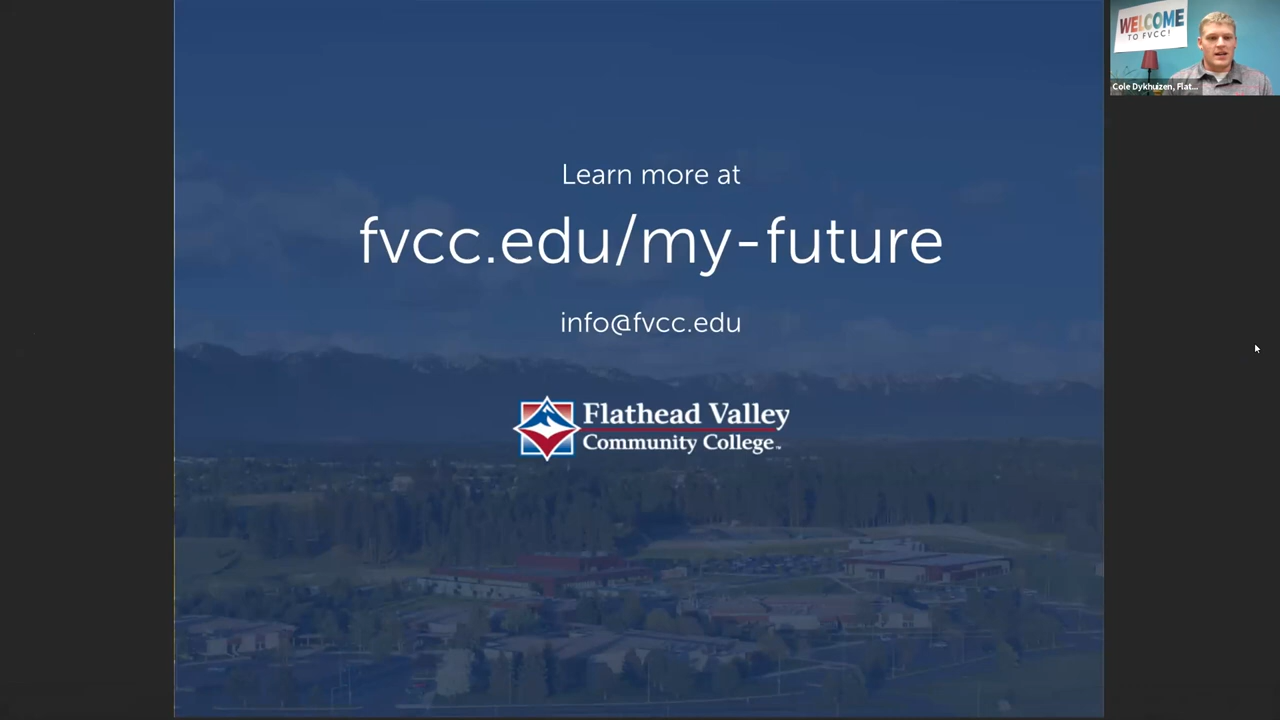 Learn more at
fvcc.edu/my-future
info@fvcc.edu
Flathead Valley
Community College™
WELCOME
TO FVCC!
Cole Dykhuizen, Flat...